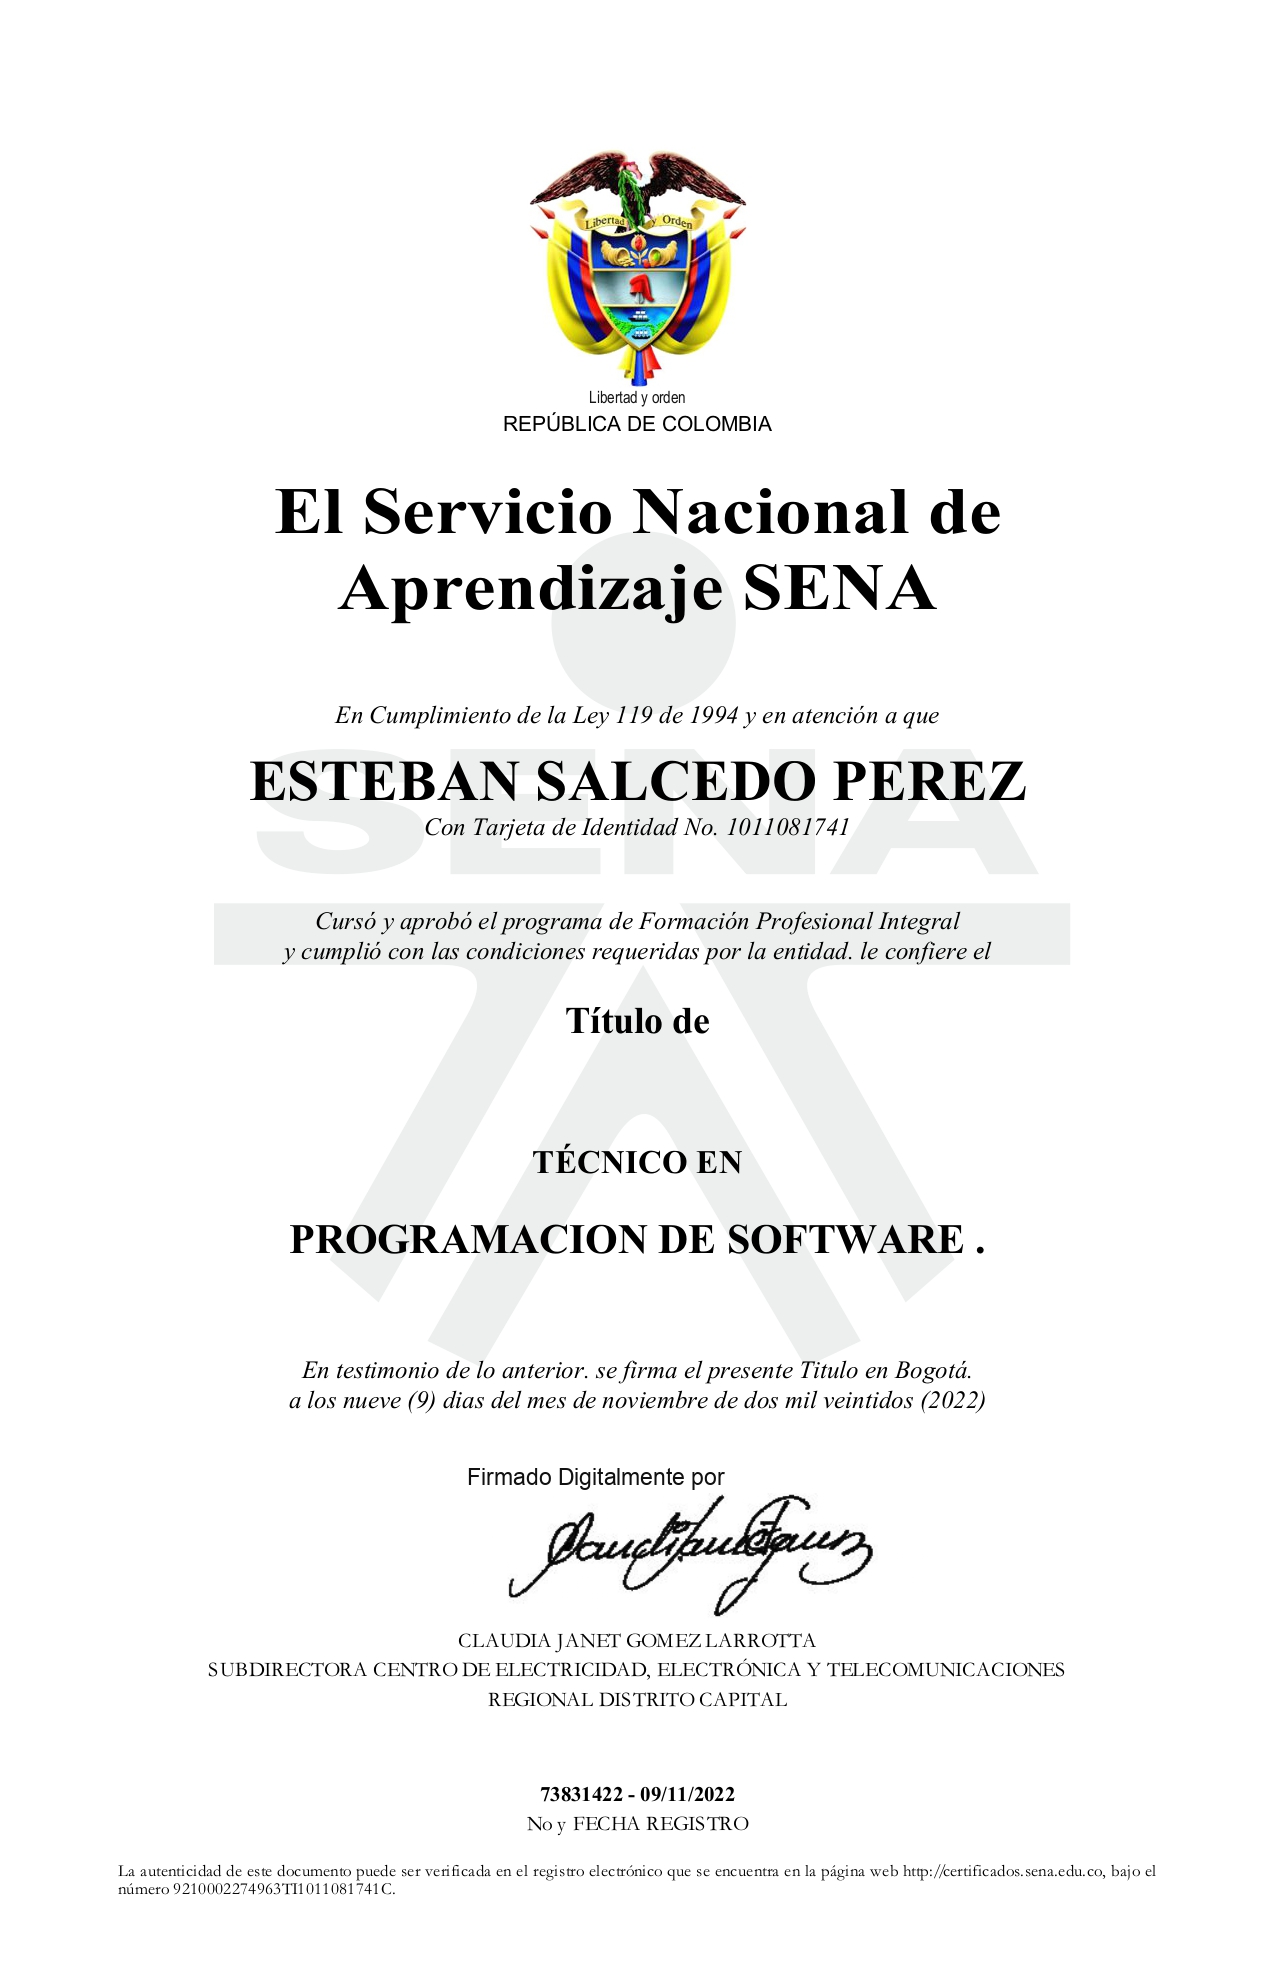 Libertad y Orden
Libertad y orden
REPÚBLICA DE COLOMBIA
El Servicio Nacional de
Aprendizaje SENA
En Cumplimiento de la Ley 119 de 1994 y en atención a que
SENA
ESTEBAN SALCEDO PEREZ
Con Tarjeta de Identidad No. 1011081741
Cursó y aprobó el programa de Formación Profesional Integral
y cumplió con las condiciones requeridas por la entidad. le confiere el
Título de
TÉCNICO EN
PROGRAMACION DE SOFTWARE .
En testimonio de lo anterior. se firma el presente Titulo en Bogotá.
a los nueve (9) dias del mes de noviembre de dos mil veintidos (2022)
Firmado Digitalmente por
CLAUDIA JANET GOMEZ LARROTTA
SUBDIRECTORA CENTRO DE ELECTRICIDAD, ELECTRÓNICA Y TELECOMUNICACIONES
REGIONAL DISTRITO CAPITAL
73831422 - 09/11/2022
No y FECHA REGISTRO
La autenticidad de este documento puede ser verificada en el registro electrónico que se encuentra en la página web http://certificados.sena.edu.co, bajo el
número 9210002274963TI1011081741C.